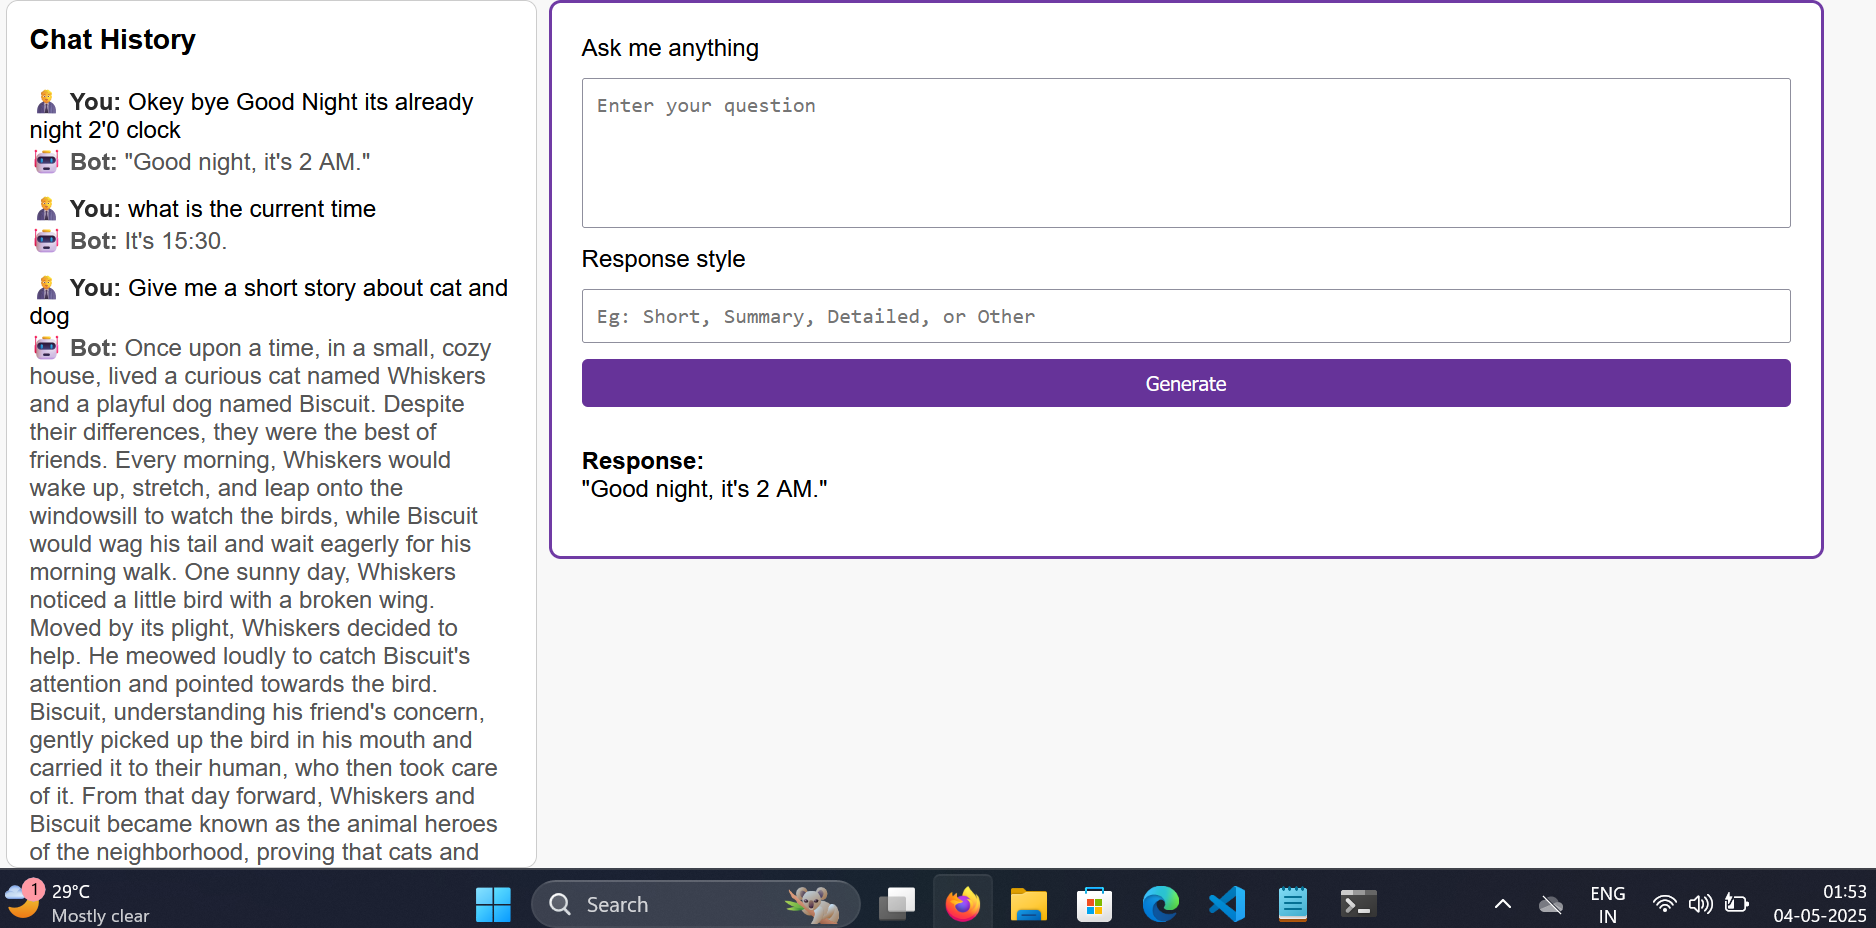 Chat History
You: Okey bye Good Night its already
night 2'0 clock
Bot: "Good night, it's 2 AM."
You: what is the current time
Bot: It's 15:30.
You: Give me a short story about cat and
dog
Bot: Once upon a time, in a small, cozy
house, lived a curious cat named Whiskers
and a playful dog named Biscuit. Despite
their differences, they were the best of
friends. Every morning, Whiskers would
wake up, stretch, and leap onto the
windowsill to watch the birds, while Biscuit
would wag his tail and wait eagerly for his
morning walk. One sunny day, Whiskers
noticed a little bird with a broken wing.
Moved by its plight, Whiskers decided to
help. He meowed loudly to catch Biscuit's
attention and pointed towards the bird.
Biscuit, understanding his friend's concern,
gently picked up the bird in his mouth and
carried it to their human, who then took care
of it. From that day forward, Whiskers and
Biscuit became known as the animal heroes
of the neighborhood, proving that cats and
Ask me anything
Enter your question
Response style
Eg: Short, Summary, Detailed, or Other
Generate
Response:
"Good night, it's 2 AM."
1
29°C
Mostly clear
Search
ENG
IN
01:53
04-05-2025